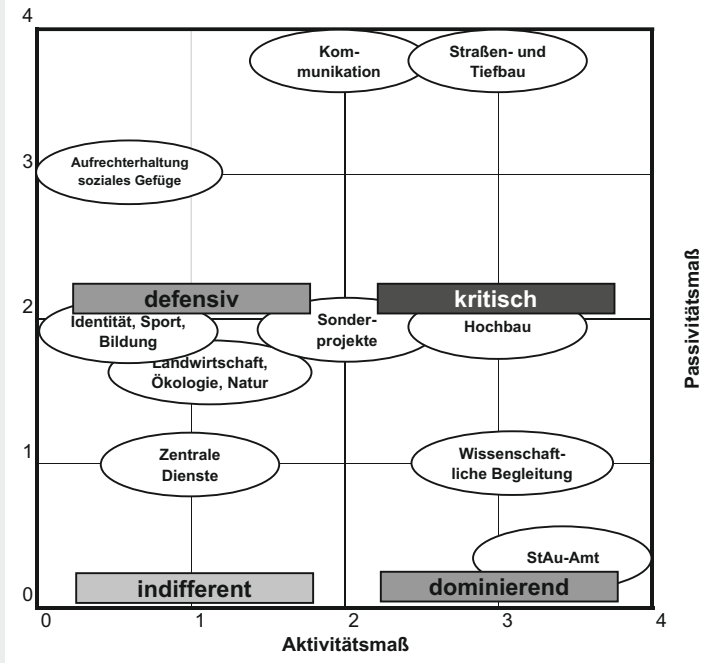 4
Kom-
munikation
Straßen- und
Tiefbau
3
Aufrechterhaltung
soziales Gefüge
defensiv
kritisch
2
Identität, Sport,
Bildung
Sonder-
projekte
Hochbau
Landwirtschaft,
Ökologie, Natur
1
Zentrale
Dienste
Wissenschaft-
liche Begleitung
StAu-Amt
indifferent
dominierend
0
0 1 2 3 4
Aktivitätsmaß
Passivitätsmaß